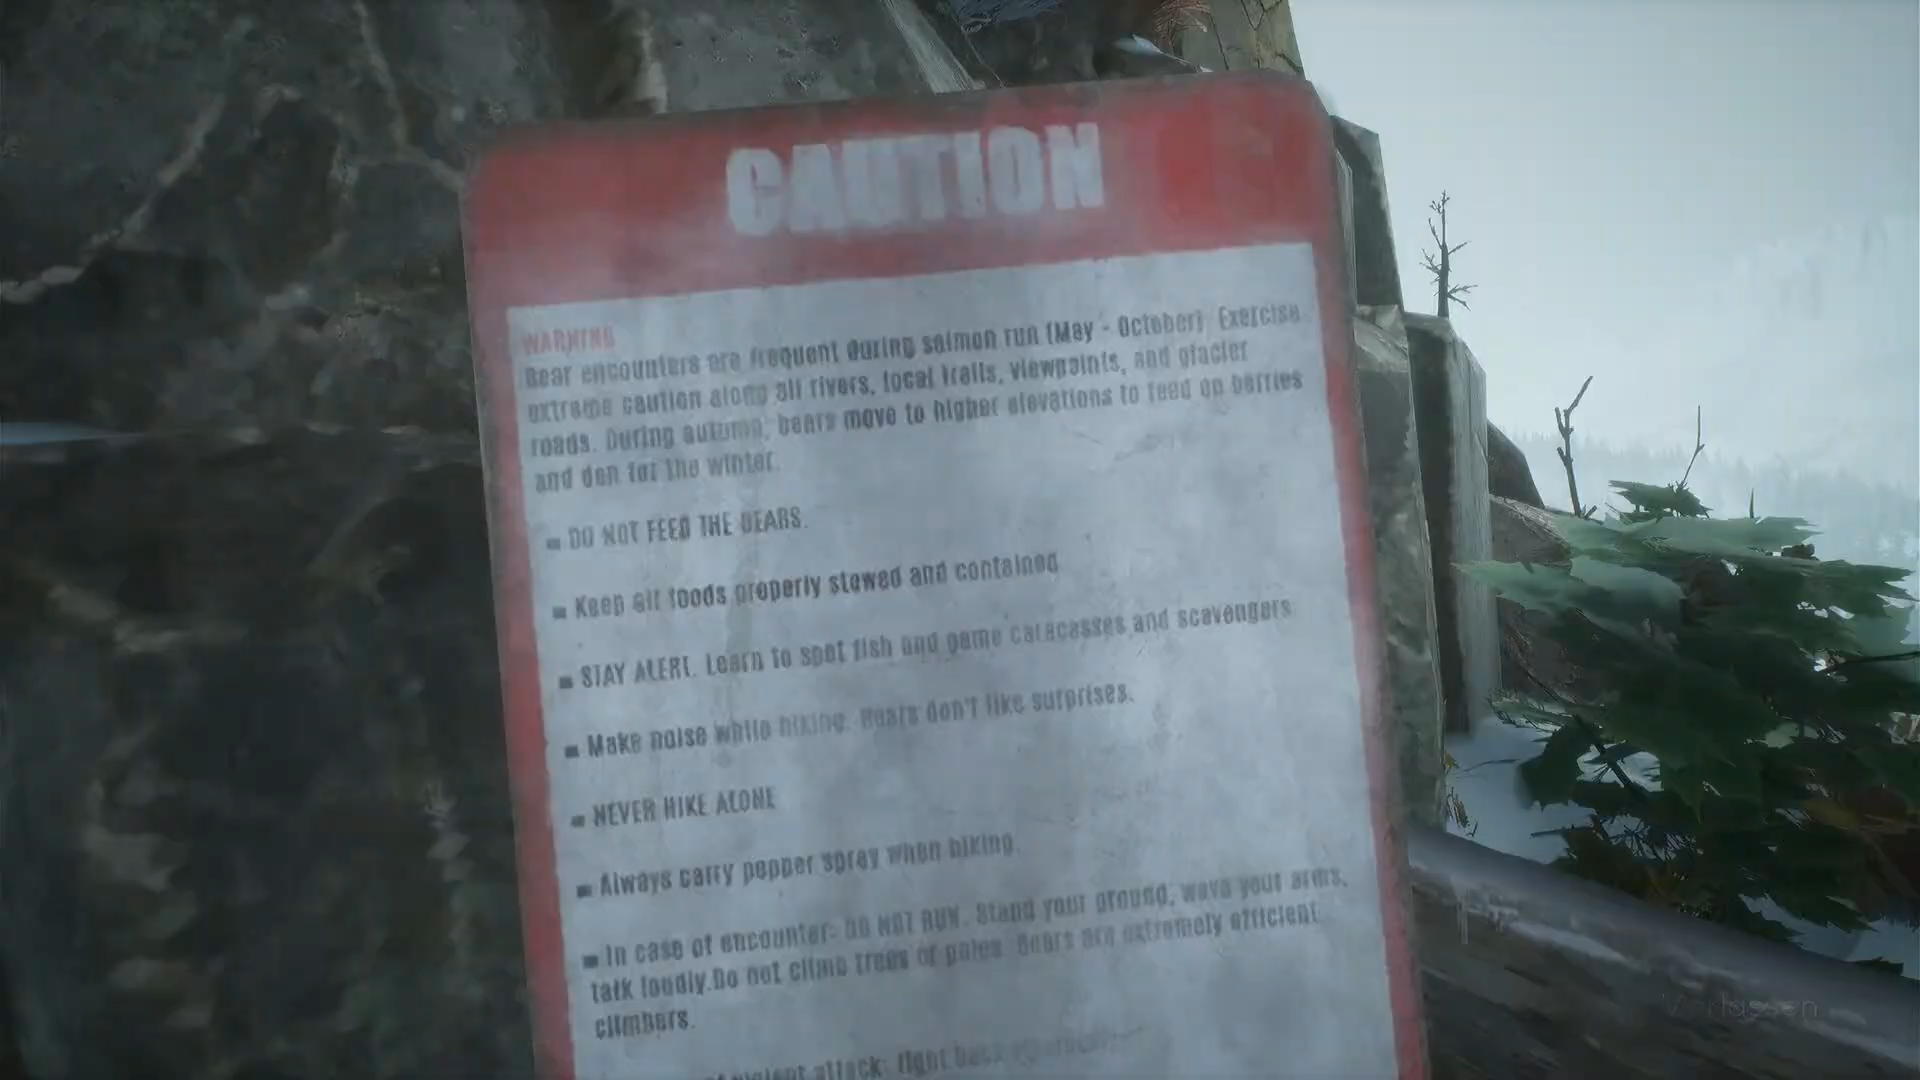 CAUTION
WARNING
Bear encounters are frequent during salmon run (May - October). Exercise
extreme caution along all rivers, local trails, viewpoints, and glacier
roads. During autumn, bears move to higher elevations to feed on berries
and den for the winter.
▪ DO NOT FEED THE BEARS.
▪ Keep all foods properly stowed and contained
▪ STAY ALERT. Learn to spot fish and game catacasses and scavengers
▪ Make noise while hiking. Bears don't like surprises.
▪ NEVER HIKE ALONE
▪ Always carry pepper spray when hiking.
▪ In case of encounter: DO NOT RUN. Stand your ground, wave your arms,
talk loudly.Do not climb trees or poles. Bears are extremely efficient
climbers.
violent attack: fight back
Verlassen